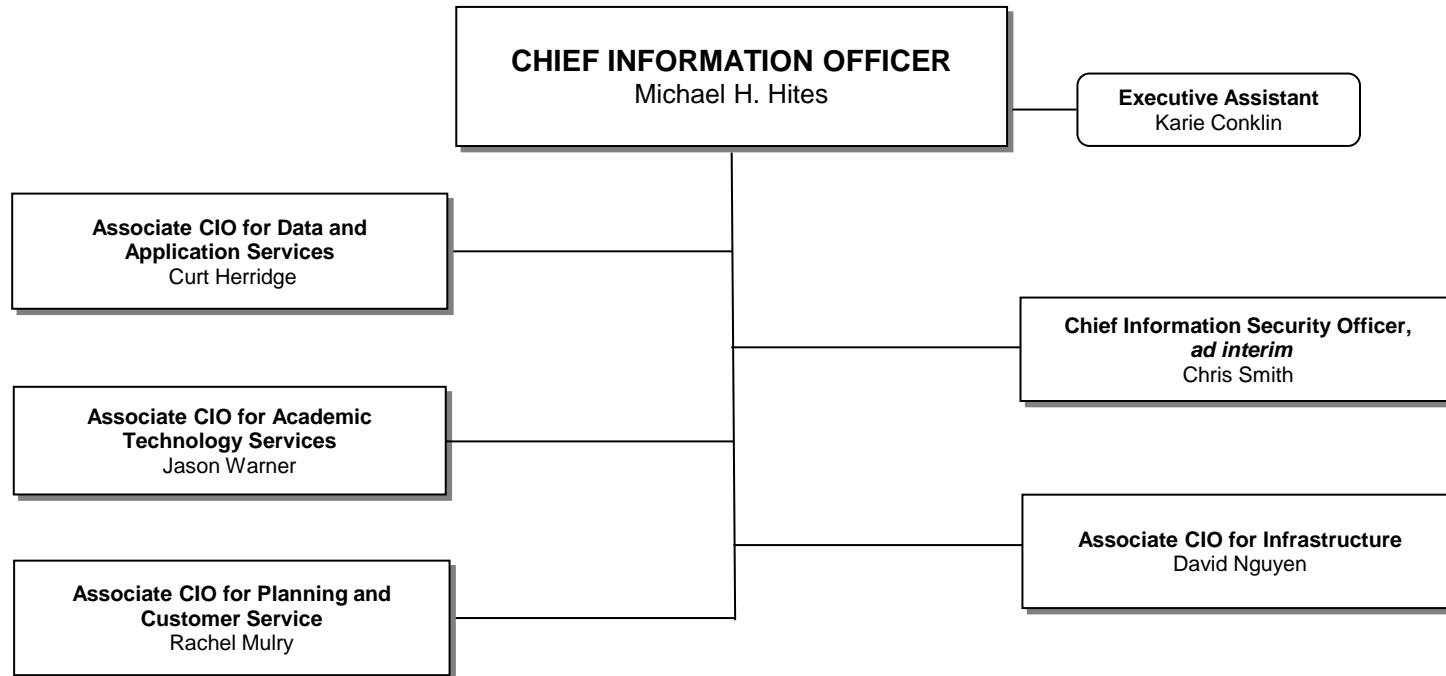 CHIEF INFORMATION OFFICER
Michael H. Hites
Executive Assistant
Karie Conklin
Associate CIO for Data and
Application Services
Curt Herridge
Chief Information Security Officer,
ad interim
Chris Smith
Associate CIO for Academic
Technology Services
Jason Warner
Associate CIO for Infrastructure
David Nguyen
Associate CIO for Planning and
Customer Service
Rachel Mulry